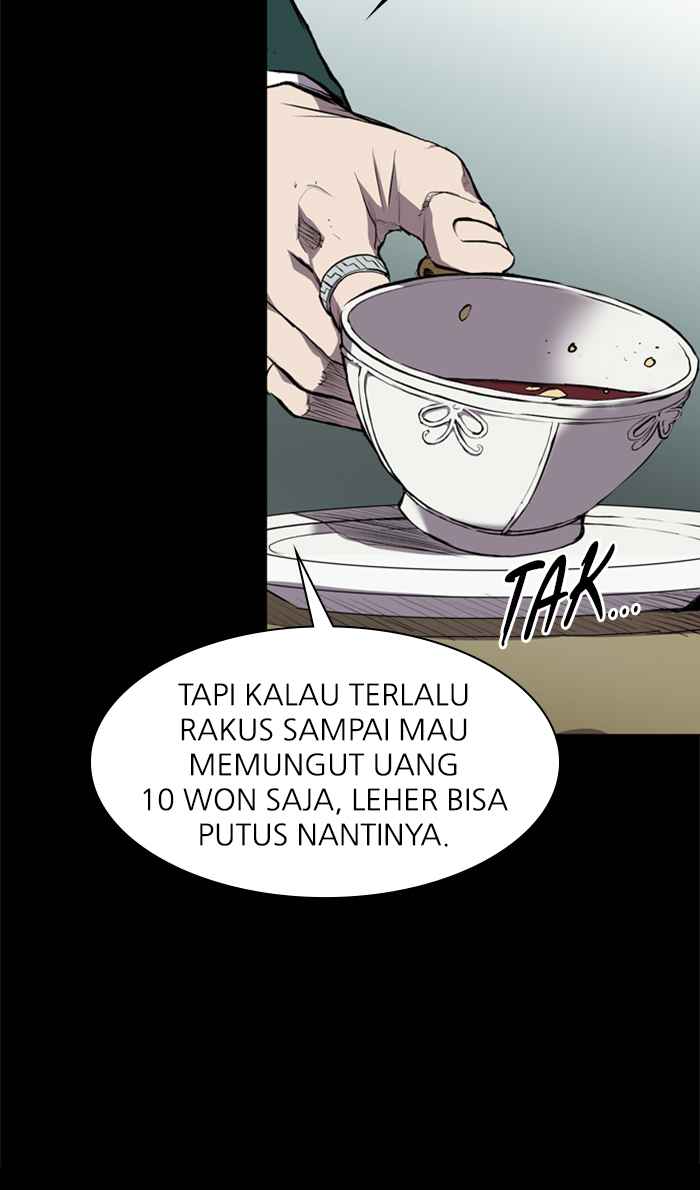 TAK...
TAPI KALAU TERLALU
RAKUS SAMPAI MAU
MEMUNGUT UANG
10 WON SAJA, LEHER BISA
PUTUS NANTINYA.